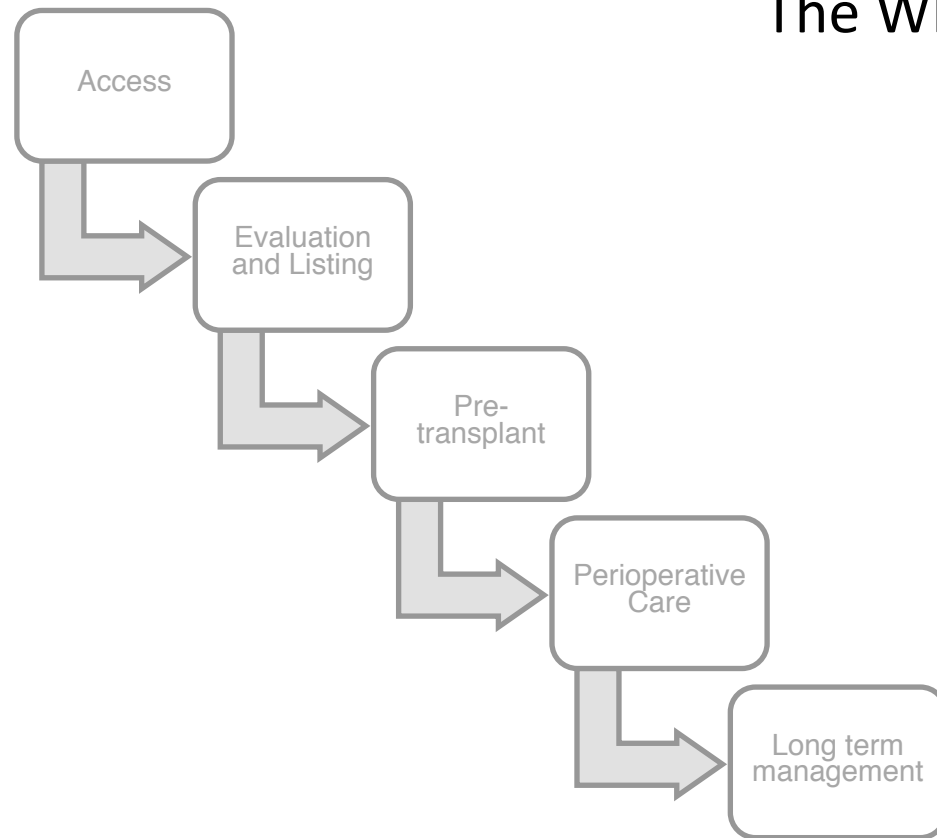 The
Access
Evaluation
and Listing
Pre-
transplant
Perioperative
Care
Long term
management